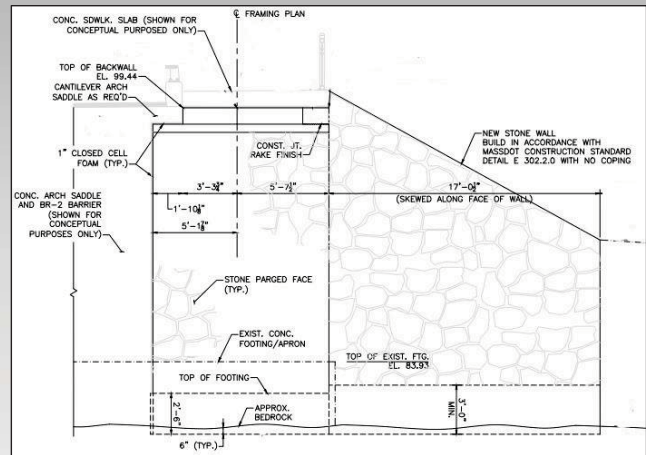 CONC. SDWLK. SLAB (SHOWN FOR
CONCEPTUAL PURPOSED ONLY)
℄ FRAMING PLAN
TOP OF BACKWALL
EL. 99.44
CANTILEVER ARCH
SADDLE AS REQ'D
CONST. JT.
RAKE FINISH
NEW STONE WALL
BUILD IN ACCORDANCE WITH
MASSDOT CONSTRUCTION STANDARD
DETAIL E 302.2.0 WITH NO COPING
1" CLOSED CELL
FOAM (TYP.)
3'-3¾"
5'-7½"
17'-0½"
(SKEWED ALONG FACE OF WALL)
CONC. ARCH SADDLE
AND BR-2 BARRIER
(SHOWN FOR
CONCEPTUAL
PURPOSES ONLY)
1'-10⅛"
5'-1⅞"
STONE PARGED FACE
(TYP.)
EXIST. CONC.
FOOTING/APRON
TOP OF EXIST. FTG.
EL. 83.93
TOP OF FOOTING
2'-6"
APPROX.
BEDROCK
3'-0"
MIN.
6" (TYP.)